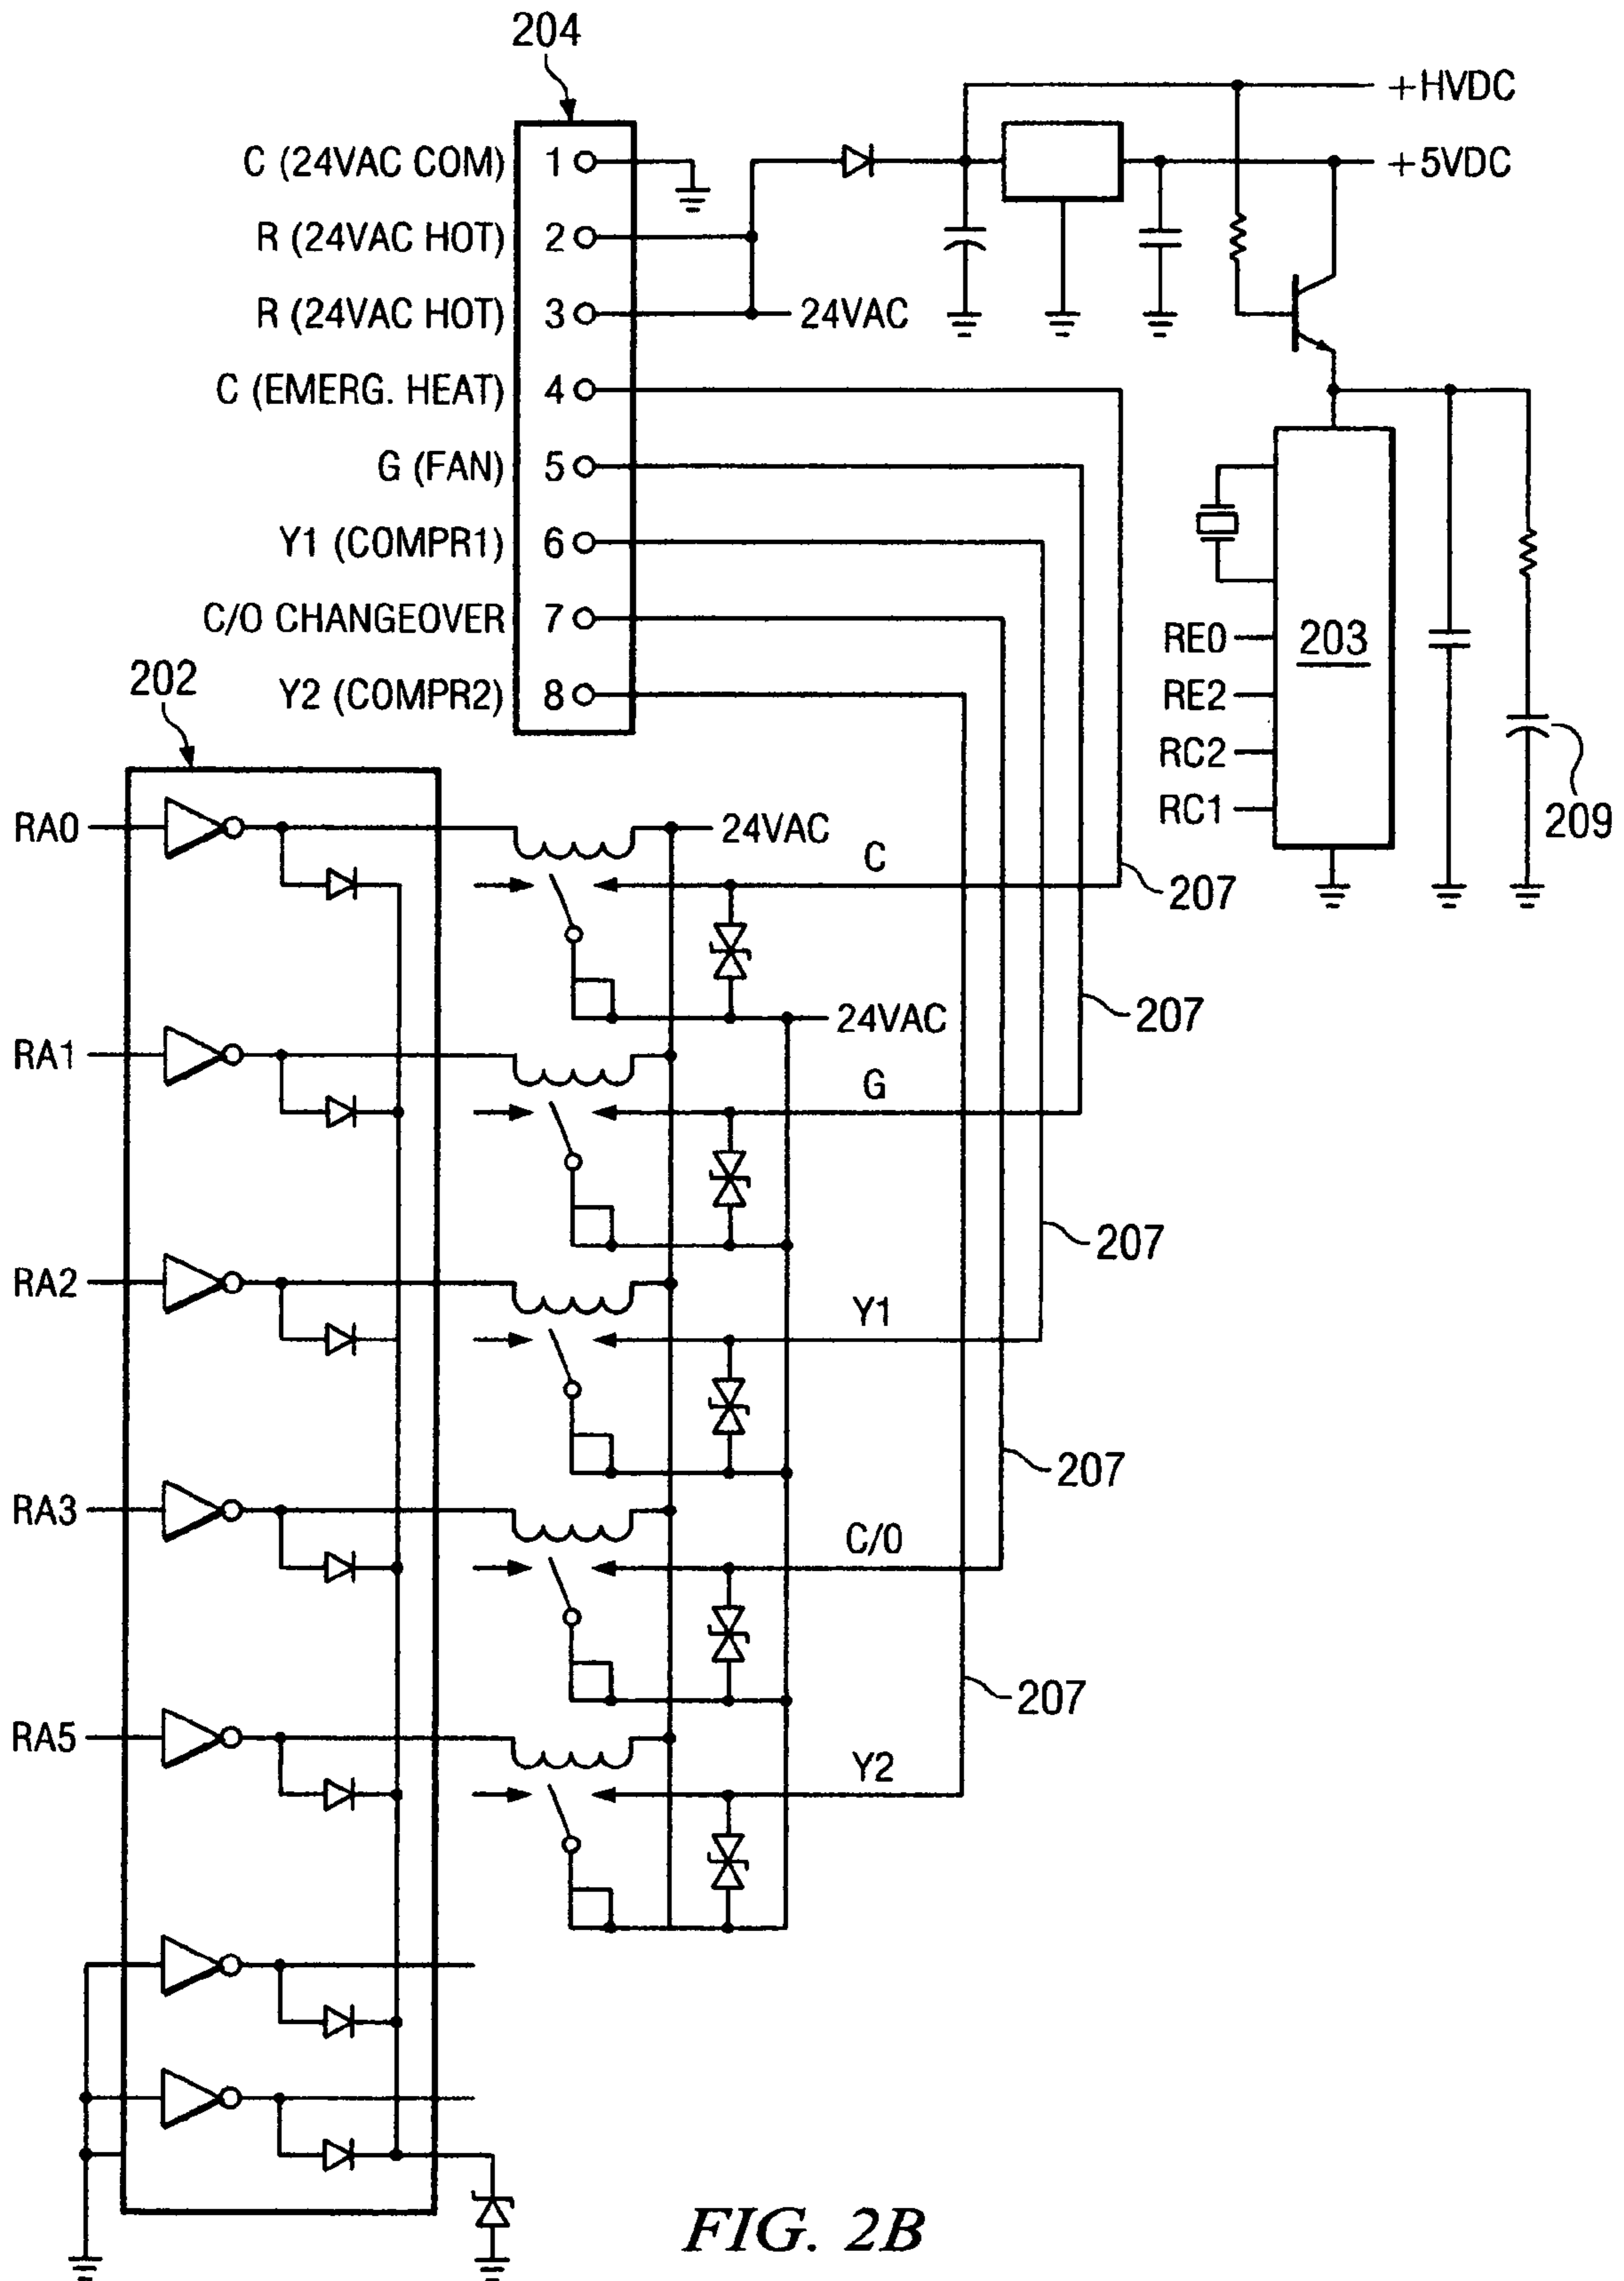 204
+HVDC
C (24VAC COM) 1
+5VDC
R (24VAC HOT) 2
R (24VAC HOT) 3
24VAC
C (EMERG. HEAT) 4
G (FAN) 5
Y1 (COMPR1) 6
C/O CHANGEOVER 7
Y2 (COMPR2) 8
203
RE0
RE2
RC2
RC1
209
202
RA0
24VAC
C
207
24VAC
207
RA1
G
207
RA2
Y1
207
RA3
C/0
207
RA5
Y2
FIG. 2B